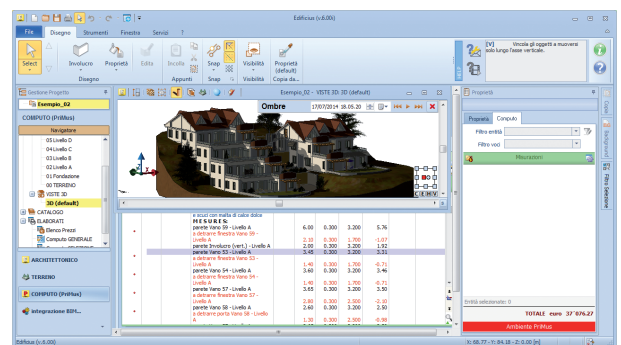 Edificius (v.6.00i)
File Disegno Strumenti Finestra Servizi ?
Select Involucro Proprietà Edita Incolla Snap Snap Visibilità Proprietà (default)
Disegno Appunti Snap Visibilità Copia da...
[V] Vincola gli oggetti a muoversi
solo lungo l'asse verticale.
Gestione Progetto
Esempio_02
COMPUTO (PriMus)
Navigatore
05 Livello D
04 Livello C
03 Livello B
02 Livello A
01 Fondazione
00 TERRENO
VISTE 3D
3D (default)
CATALOGO
ELABORATI
Elenco Prezzi
Computo GENERALE
ARCHITETTONICO
TERRENO
COMPUTO (PriMus)
integrazione BIM...
Esempio_02 - VISTE 3D: 3D (default)
Ombre 17/07/2014 18.05.20
C E M V
e scuci con malta di calce dolce
M E S U R E S:
parete Vano 59 - Livello A 6.00 0.300 3.200 5.76
a detrarre finestra Vano 59 -
Livello A 2.10 0.300 1.700 -1.07
parete Involucro (vert.) - Livello A 2.00 0.300 3.200 1.92
parete Vano 53 - Livello A 3.45 0.300 3.200 3.31
a detrarre finestra Vano 53 -
Livello A 1.40 0.300 1.700 -0.71
parete Vano 54 - Livello A 3.60 0.300 3.200 3.46
a detrarre finestra Vano 54 -
Livello A 1.40 0.300 1.700 -0.71
parete Vano 57 - Livello A 3.65 0.300 3.200 3.50
a detrarre finestra Vano 57 -
Livello A 2.80 0.300 2.500 -2.10
parete Vano 58 - Livello A 2.60 0.300 3.200 2.50
a detrarre porta Vano 58 - Livello
A 1.30 0.300 2.500 -0.98
Proprietà
Proprietà Computo
Filtro entità
Filtro voci
Misurazioni
Entità selezionate: 0
TOTALE euro 37˙076.27
Ambiente PriMus
Copia
Background
Filtro Selezione
Edificius (v.6.00i)
X: 68.77 - Y: 84.18 - Z: 0.00 [m]